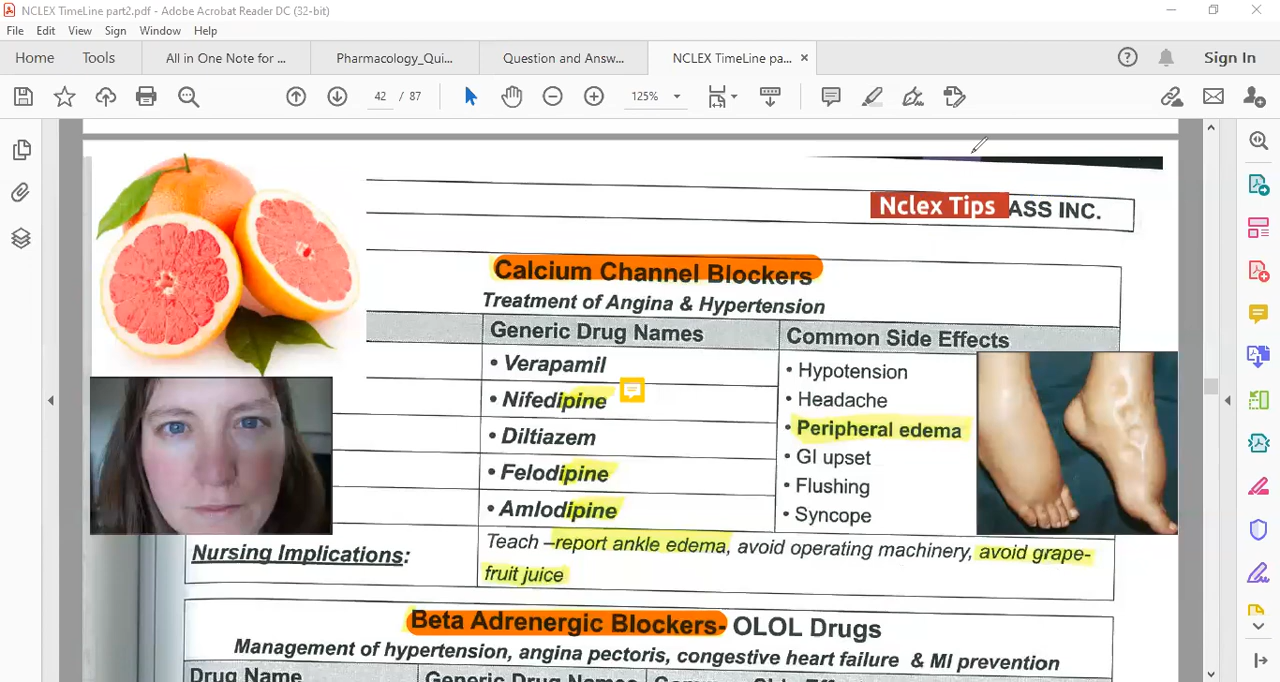 NCLEX TimeLine part2.pdf - Adobe Acrobat Reader DC (32-bit)
File Edit View Sign Window Help
Home Tools All in One Note for ... Pharmacology_Qui... Question and Answ... NCLEX TimeLine pa... × Sign In
42 / 87 125%
Nclex Tips ASS INC.
Calcium Channel Blockers
Treatment of Angina & Hypertension
Generic Drug Names Common Side Effects
• Verapamil
• Nifedipine
• Diltiazem
• Felodipine
• Amlodipine
• Hypotension
• Headache
• Peripheral edema
• GI upset
• Flushing
• Syncope
Nursing Implications:
Teach –report ankle edema, avoid operating machinery, avoid grape-
fruit juice
Beta Adrenergic Blockers- OLOL Drugs
Management of hypertension, angina pectoris, congestive heart failure & MI prevention
Drug Name Generic Drug Names